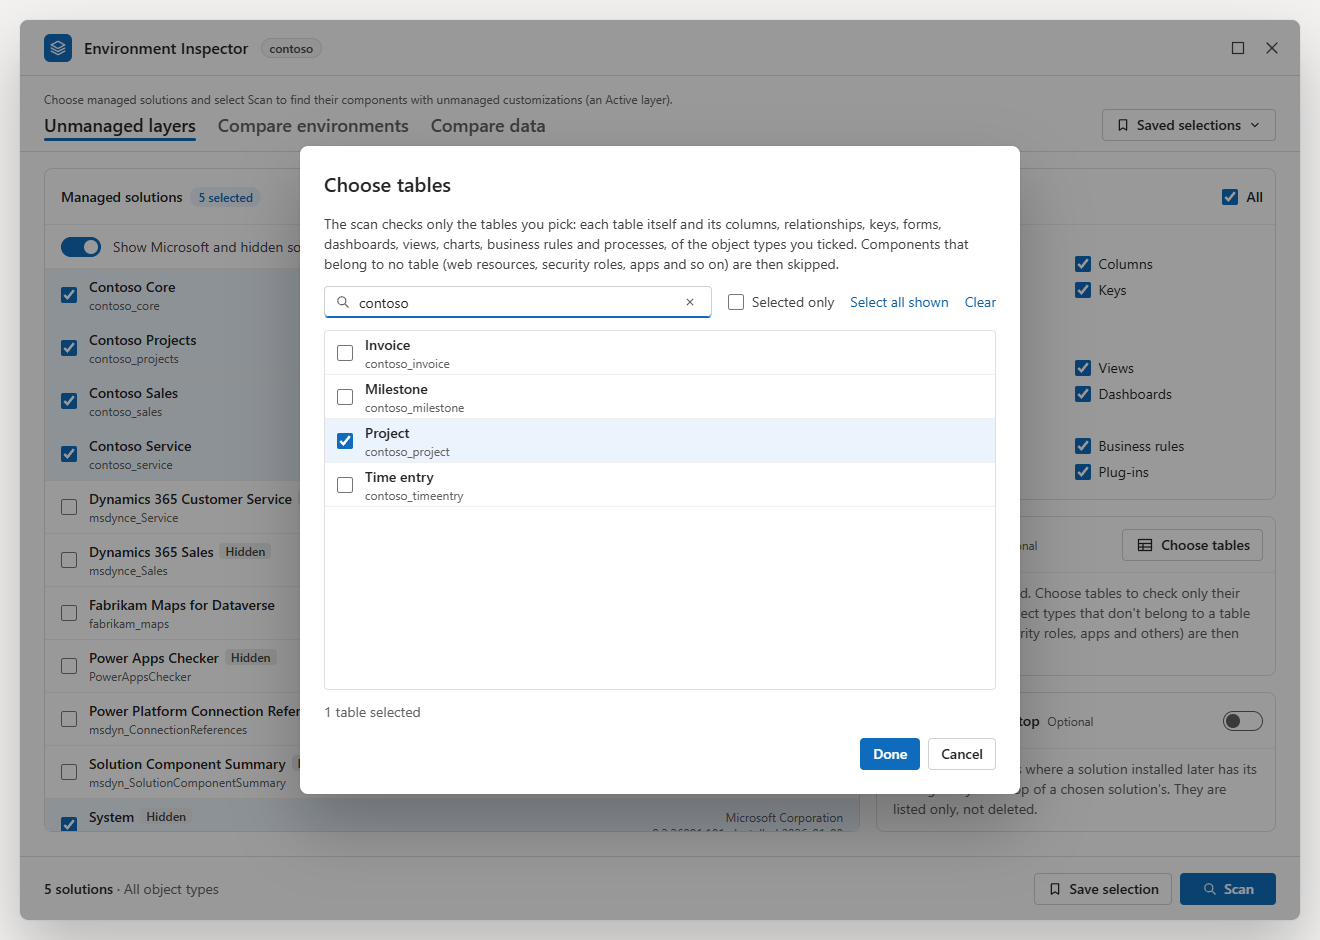 Environment Inspector contoso
Choose managed solutions and select Scan to find their components with unmanaged customizations (an Active layer).
Unmanaged layers Compare environments Compare data
Saved selections
Managed solutions 5 selected
All
Show Microsoft and hidden so
Contoso Core
contoso_core
Contoso Projects
contoso_projects
Contoso Sales
contoso_sales
Contoso Service
contoso_service
Dynamics 365 Customer Service
msdynce_Service
Dynamics 365 Sales Hidden
msdynce_Sales
Fabrikam Maps for Dataverse
fabrikam_maps
Power Apps Checker Hidden
PowerAppsChecker
Power Platform Connection Refer
msdyn_ConnectionReferences
Solution Component Summary
msdyn_SolutionComponentSummary
System Hidden
Microsoft Corporation
Choose tables
The scan checks only the tables you pick: each table itself and its columns, relationships, keys, forms,
dashboards, views, charts, business rules and processes, of the object types you ticked. Components that
belong to no table (web resources, security roles, apps and so on) are then skipped.
contoso
Selected only Select all shown Clear
Invoice
contoso_invoice
Milestone
contoso_milestone
Project
contoso_project
Time entry
contoso_timeentry
1 table selected
Done Cancel
Columns
Keys
Views
Dashboards
Business rules
Plug-ins
onal
Choose tables
d. Choose tables to check only their
ect types that don't belong to a table
rity roles, apps and others) are then
top Optional
where a solution installed later has its
op of a chosen solution's. They are
listed only, not deleted.
5 solutions · All object types
Save selection Scan